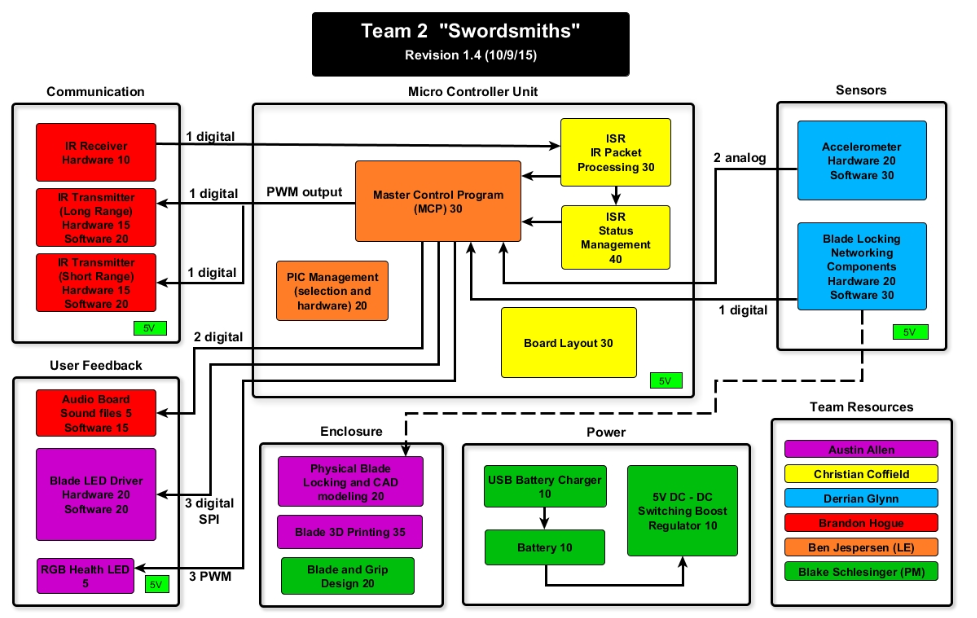 Team 2 "Swordsmiths"
Revision 1.4 (10/9/15)
Communication
IR Receiver
Hardware 10
IR Transmitter
(Long Range)
Hardware 15
Software 20
IR Transmitter
(Short Range)
Hardware 15
Software 20
5V
1 digital
1 digital
1 digital
PWM output
Micro Controller Unit
ISR
IR Packet
Processing 30
Master Control Program
(MCP) 30
ISR
Status
Management
40
PIC Management
(selection and
hardware) 20
Board Layout 30
5V
Sensors
Accelerometer
Hardware 20
Software 30
Blade Locking
Networking
Components
Hardware 20
Software 30
5V
2 analog
1 digital
User Feedback
Audio Board
Sound files 5
Software 15
Blade LED Driver
Hardware 20
Software 20
RGB Health LED
5
5V
2 digital
3 digital
SPI
3 PWM
Enclosure
Physical Blade
Locking and CAD
modeling 20
Blade 3D Printing 35
Blade and Grip
Design 20
Power
USB Battery Charger
10
Battery 10
5V DC - DC
Switching Boost
Regulator 10
Team Resources
Austin Allen
Christian Coffield
Derrian Glynn
Brandon Hogue
Ben Jespersen (LE)
Blake Schlesinger (PM)